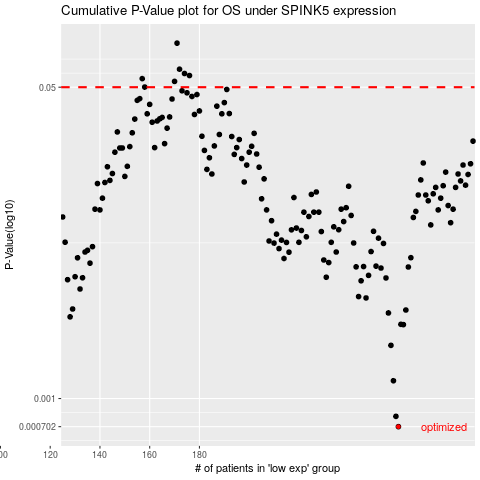 Cumulative P-Value plot for OS under SPINK5 expression
P-Value(log10)
0.05
0.001
0.000702
optimized
00 120 140 160 180
# of patients in 'low exp' group